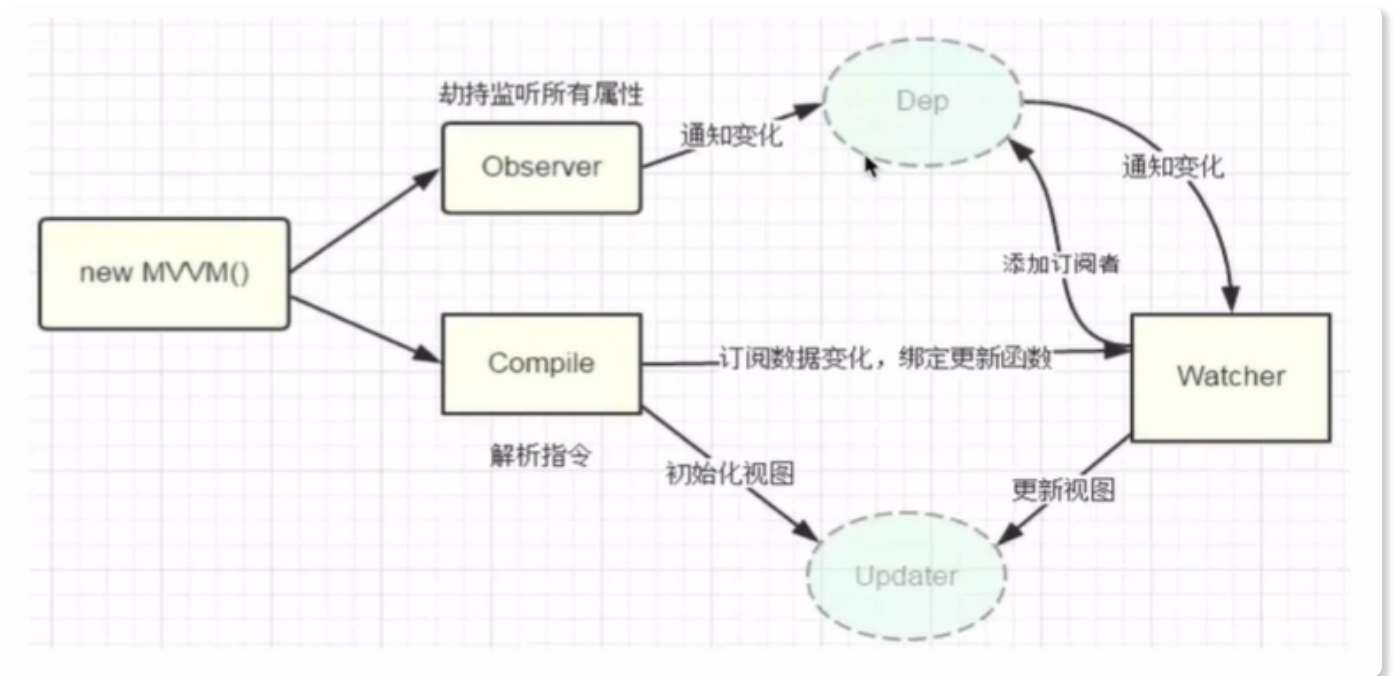 劫持监听所有属性
Observer
通知变化
Dep
通知变化
new MVVM()
添加订阅者
Compile
订阅数据变化，绑定更新函数
Watcher
解析指令
初始化视图
更新视图
Updater